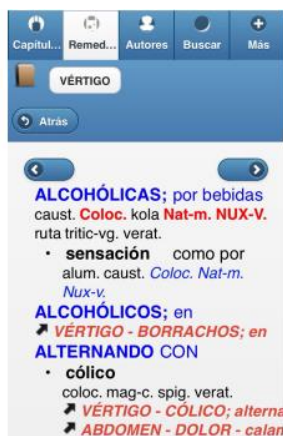 Capítul... Remed... Autores Buscar Más
VÉRTIGO
Atrás
ALCOHÓLICAS; por bebidas
caust. Coloc. kola Nat-m. NUX-V.
ruta tritic-vg. verat.
• sensación como por
alum. caust. Coloc. Nat-m.
Nux-v.
ALCOHÓLICOS; en
VÉRTIGO - BORRACHOS; en
ALTERNANDO CON
• cólico
coloc. mag-c. spig. verat.
VÉRTIGO - CÓLICO; alterna
ABDOMEN - DOLOR - calan